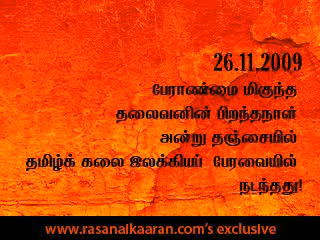 26.11.2009
பேராண்மை மிகுந்த
தலைவனின் பிறந்தநாள்
அன்று தஞ்சையில்
தமிழ்க் கலை இலக்கியப் பேரவையில்
நடந்தது!
www.rasanaikaaran.com's exclusive